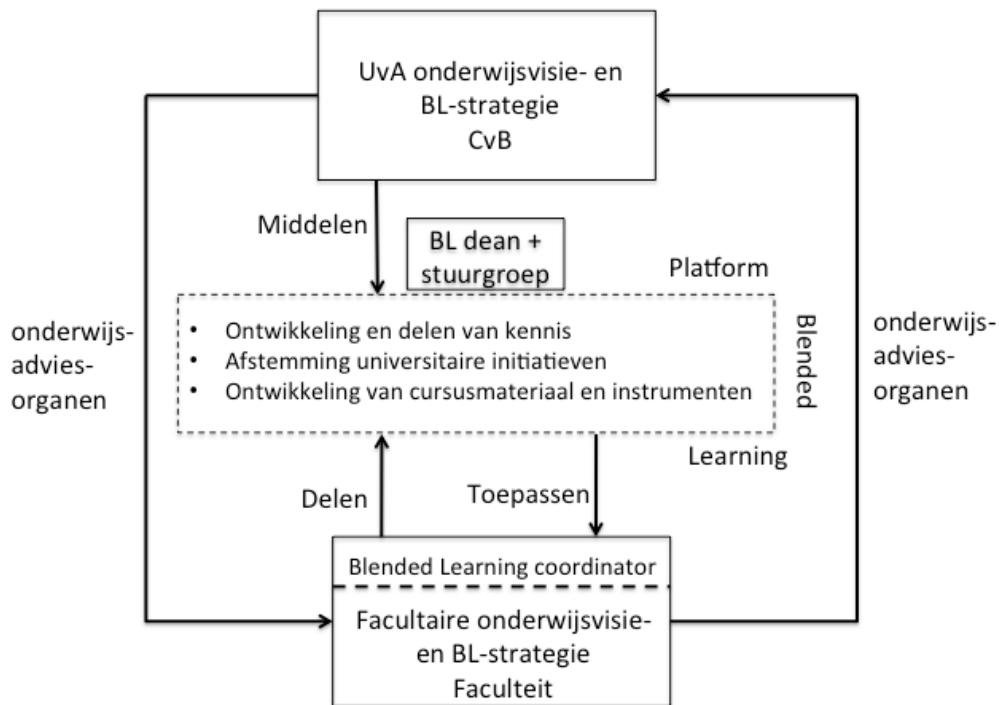 UvA onderwijsvisie- en
BL-strategie
CvB
Middelen
BL dean +
stuurgroep
Platform
Blended
Learning
onderwijs-
advies-
organen
• Ontwikkeling en delen van kennis
• Afstemming universitaire initiatieven
• Ontwikkeling van cursusmateriaal en instrumenten
onderwijs-
advies-
organen
Delen
Toepassen
Blended Learning coordinator
Facultaire onderwijsvisie-
en BL-strategie
Faculteit